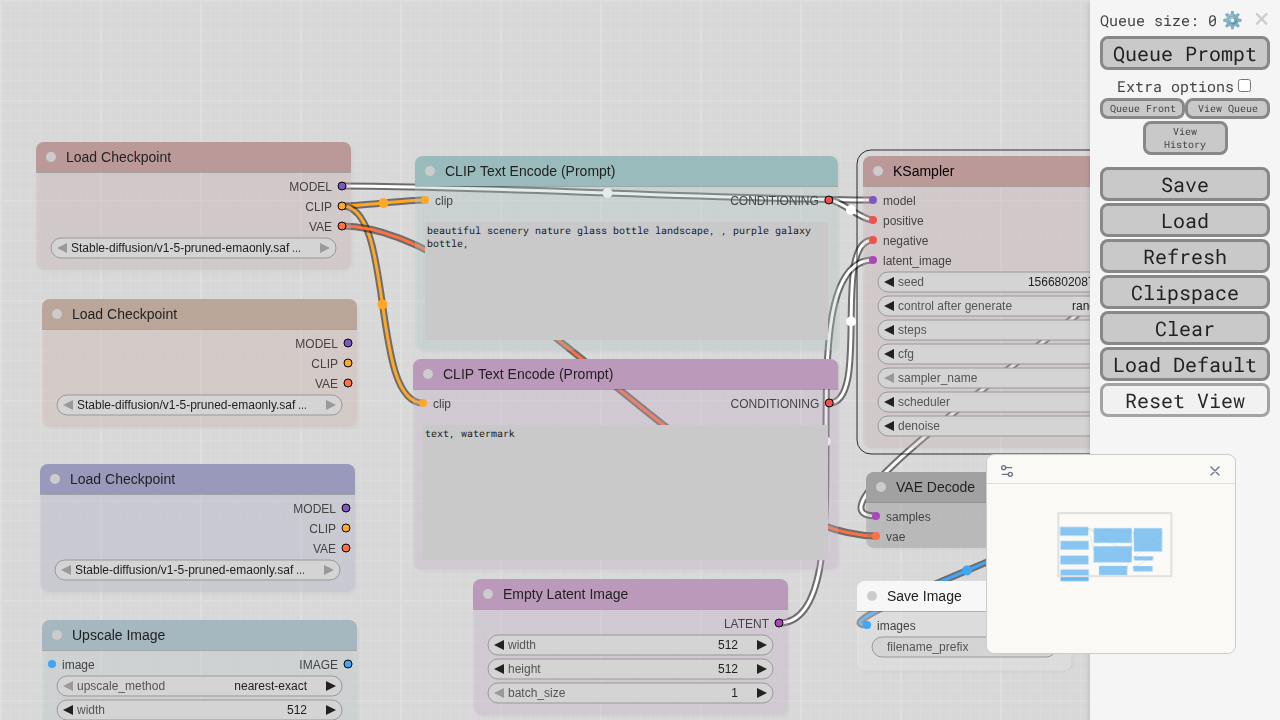 Queue size: 0
Queue Prompt
Extra options
Queue Front
View Queue
View
History
Save
Load
Refresh
Clipspace
Clear
Load Default
Reset View
Load Checkpoint
MODEL
CLIP
VAE
Stable-diffusion/v1-5-pruned-emaonly.saf ...
Load Checkpoint
MODEL
CLIP
VAE
Stable-diffusion/v1-5-pruned-emaonly.saf ...
Load Checkpoint
MODEL
CLIP
VAE
Stable-diffusion/v1-5-pruned-emaonly.saf ...
Upscale Image
image
IMAGE
upscale_method
nearest-exact
width
512
CLIP Text Encode (Prompt)
clip
CONDITIONING
beautiful scenery nature glass bottle landscape, , purple galaxy
bottle,
CLIP Text Encode (Prompt)
clip
CONDITIONING
text, watermark
Empty Latent Image
LATENT
width
512
height
512
batch_size
1
KSampler
model
positive
negative
latent_image
seed
control after generate
steps
cfg
sampler_name
scheduler
denoise
VAE Decode
samples
vae
Save Image
images
filename_prefix